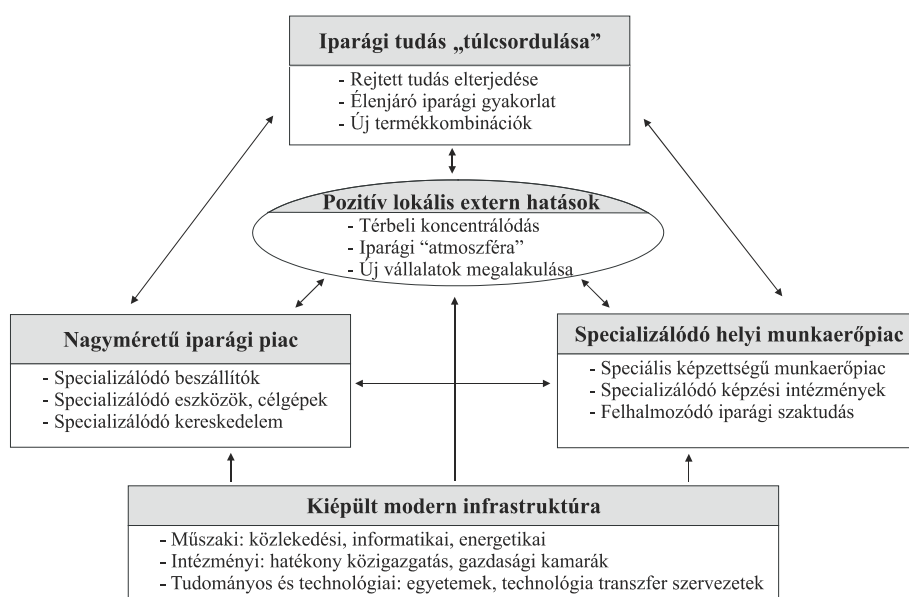 Iparági tudás „túlcsordulása”
- Rejtett tudás elterjedése
- Élenjáró iparági gyakorlat
- Új termékkombinációk
Pozitív lokális extern hatások
- Térbeli koncentrálódás
- Iparági “atmoszféra”
- Új vállalatok megalakulása
Nagyméretű iparági piac
- Specializálódó beszállítók
- Specializálódó eszközök, célgépek
- Specializálódó kereskedelem
Specializálódó helyi munkaerőpiac
- Speciális képzettségű munkaerőpiac
- Specializálódó képzési intézmények
- Felhalmozódó iparági szaktudás
Kiépült modern infrastruktúra
- Műszaki: közlekedési, informatikai, energetikai
- Intézményi: hatékony közigazgatás, gazdasági kamarák
- Tudományos és technológiai: egyetemek, technológia transzfer szervezetek